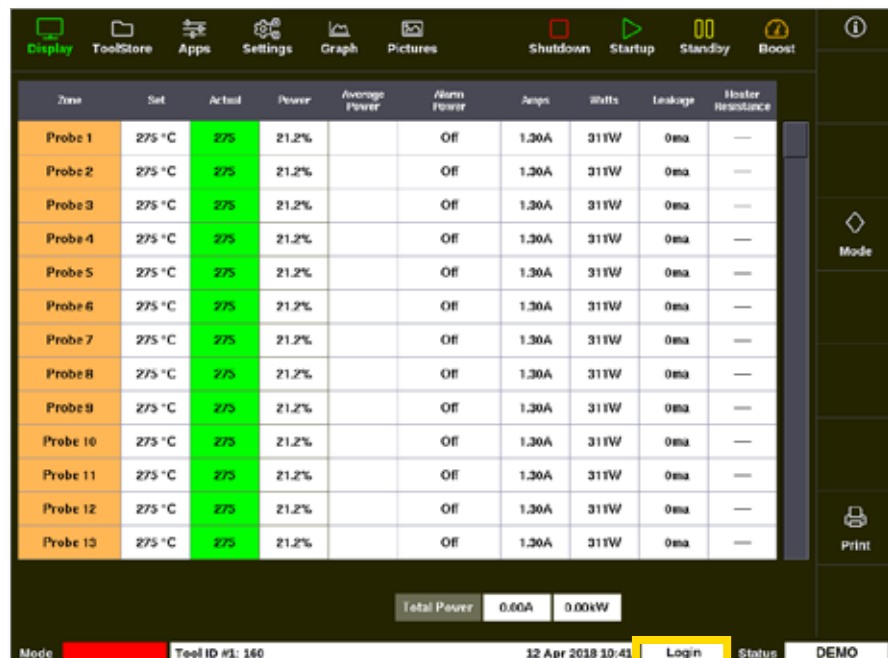 Display ToolStore Apps Settings Graph Pictures Shutdown Startup Standby Boost
Zone Set Actual Power Average Power Alarm Power Amps Watts Leakage Heater Resistance
Probe 1 275 °C 275 21.2% Off 1.30A 311W 0ma —
Probe 2 275 °C 275 21.2% Off 1.30A 311W 0ma —
Probe 3 275 °C 275 21.2% Off 1.30A 311W 0ma —
Probe 4 275 °C 275 21.2% Off 1.30A 311W 0ma —
Mode
Probe 5 275 °C 275 21.2% Off 1.30A 311W 0ma —
Probe 6 275 °C 275 21.2% Off 1.30A 311W 0ma —
Probe 7 275 °C 275 21.2% Off 1.30A 311W 0ma —
Probe 8 275 °C 275 21.2% Off 1.30A 311W 0ma —
Probe 9 275 °C 275 21.2% Off 1.30A 311W 0ma —
Probe 10 275 °C 275 21.2% Off 1.30A 311W 0ma —
Probe 11 275 °C 275 21.2% Off 1.30A 311W 0ma —
Probe 12 275 °C 275 21.2% Off 1.30A 311W 0ma —
Probe 13 275 °C 275 21.2% Off 1.30A 311W 0ma —
Print
Total Power 0.00A 0.00kW
Mode Tool ID #1: 160 12 Apr 2018 10:41 Login Status DEMO